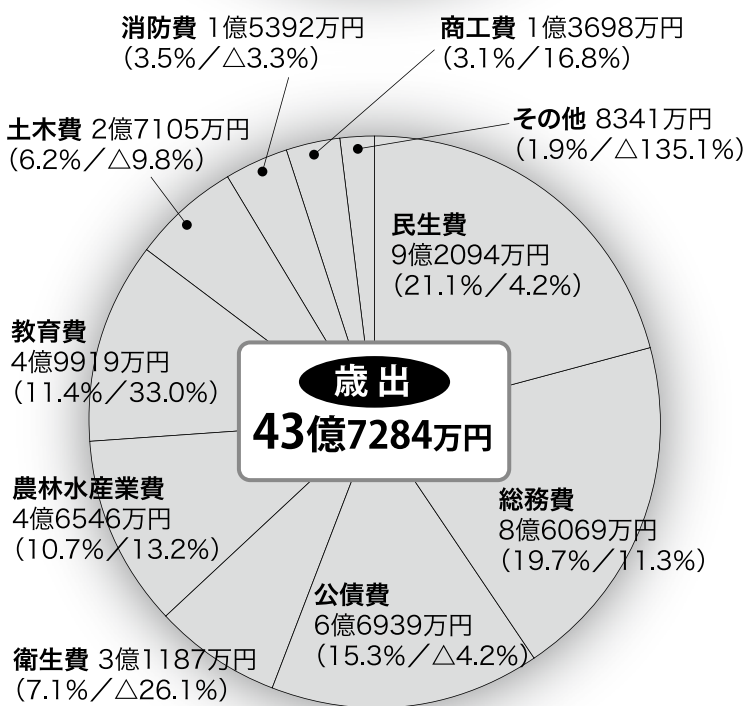 消防費 1億5392万円
(3.5%／△3.3%)
商工費 1億3698万円
(3.1%／16.8%)
土木費 2億7105万円
(6.2%／△9.8%)
その他 8341万円
(1.9%／△135.1%)
民生費
9億2094万円
(21.1%／4.2%)
教育費
4億9919万円
(11.4%／33.0%)
歳出
43億7284万円
農林水産業費
4億6546万円
(10.7%／13.2%)
総務費
8億6069万円
(19.7%／11.3%)
公債費
6億6939万円
(15.3%／△4.2%)
衛生費 3億1187万円
(7.1%／△26.1%)